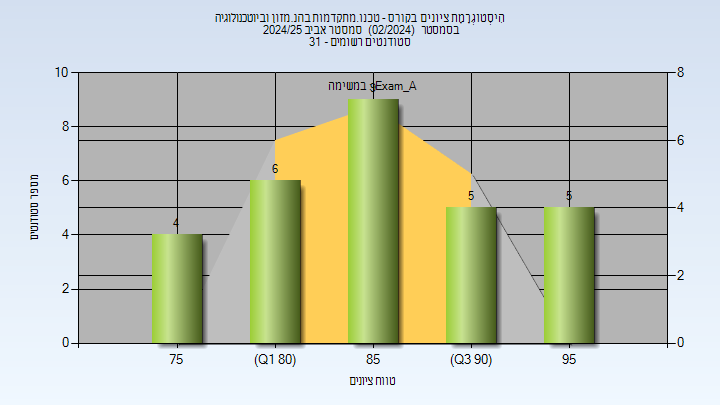 היסטוגרמת ציונים בקורס - טכנו.מתקדמות בהנ.מזון וביוטכנולוגיה
בסמסטר (02/2024) סמסטר אביב 2024/25
סטודנטים רשומים - 31
Exam_A במשימה
10
8
6
4
2
0
8
6
4
2
0
4
6
9
5
5
מספר סטודנטים
75
(Q1 80)
85
(Q3 90)
95
טווח ציונים